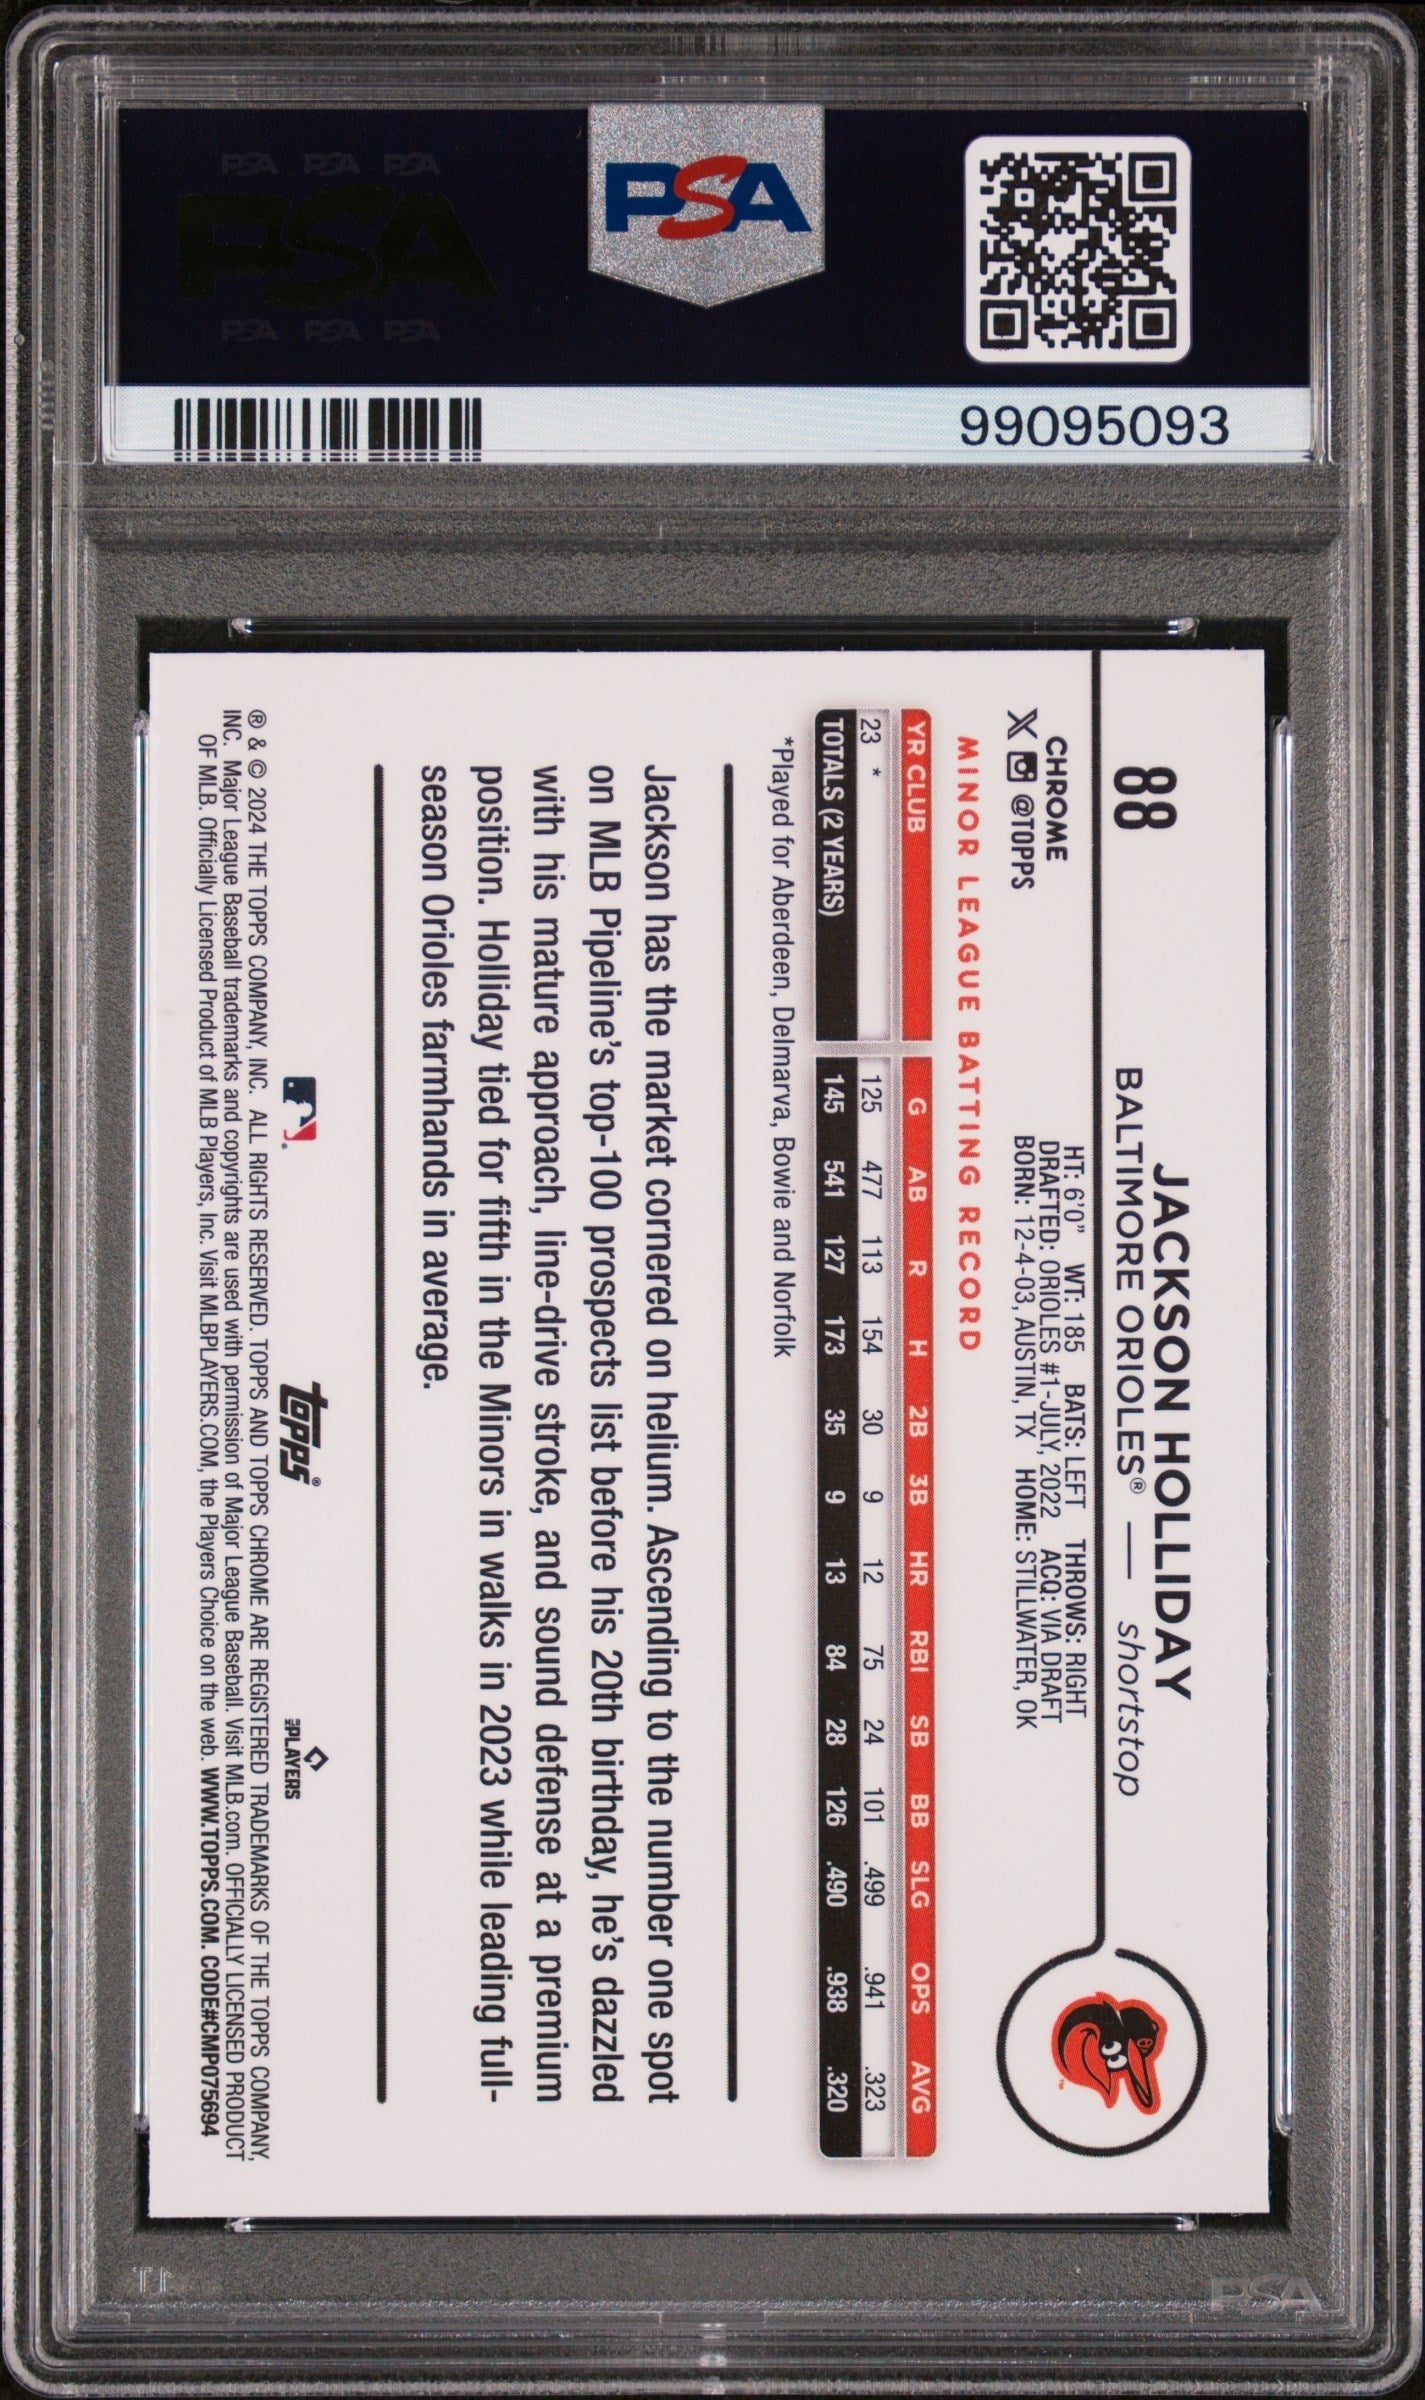 PSA PSA PSA
PSA
PSA PSA PSA
PSA
99095093
88
JACKSON HOLLIDAY
BALTIMORE ORIOLES® — shortstop
CHROME
@TOPPS
HT: 6'0" WT: 185 BATS: LEFT THROWS: RIGHT
DRAFTED: ORIOLES #1-JULY, 2022 ACQ: VIA DRAFT
BORN: 12-4-03, AUSTIN, TX HOME: STILLWATER, OK
MINOR LEAGUE BATTING RECORD
YR CLUB G AB R H 2B 3B HR RBI SB BB SLG OPS AVG
23 * 125 477 113 154 30 9 12 75 24 101 .499 .941 .323
TOTALS (2 YEARS) 145 541 127 173 35 9 13 84 28 126 .490 .938 .320
*Played for Aberdeen, Delmarva, Bowie and Norfolk
Jackson has the market cornered on helium. Ascending to the number one spot
on MLB Pipeline's top-100 prospects list before his 20th birthday, he's dazzled
with his mature approach, line-drive stroke, and sound defense at a premium
position. Holliday tied for fifth in the Minors in walks in 2023 while leading full-
season Orioles farmhands in average.
topps®
MLB PLAYERS
® & © 2024 THE TOPPS COMPANY, INC. ALL RIGHTS RESERVED. TOPPS AND TOPPS CHROME ARE REGISTERED TRADEMARKS OF THE TOPPS COMPANY,
INC. Major League Baseball trademarks and copyrights are used with permission of Major League Baseball. Visit MLB.com. OFFICIALLY LICENSED PRODUCT
OF MLB. Officially Licensed Product of MLB Players, Inc. Visit MLBPLAYERS.COM, the Players Choice on the web. WWW.TOPPS.COM. CODE#CMP075694
PSA